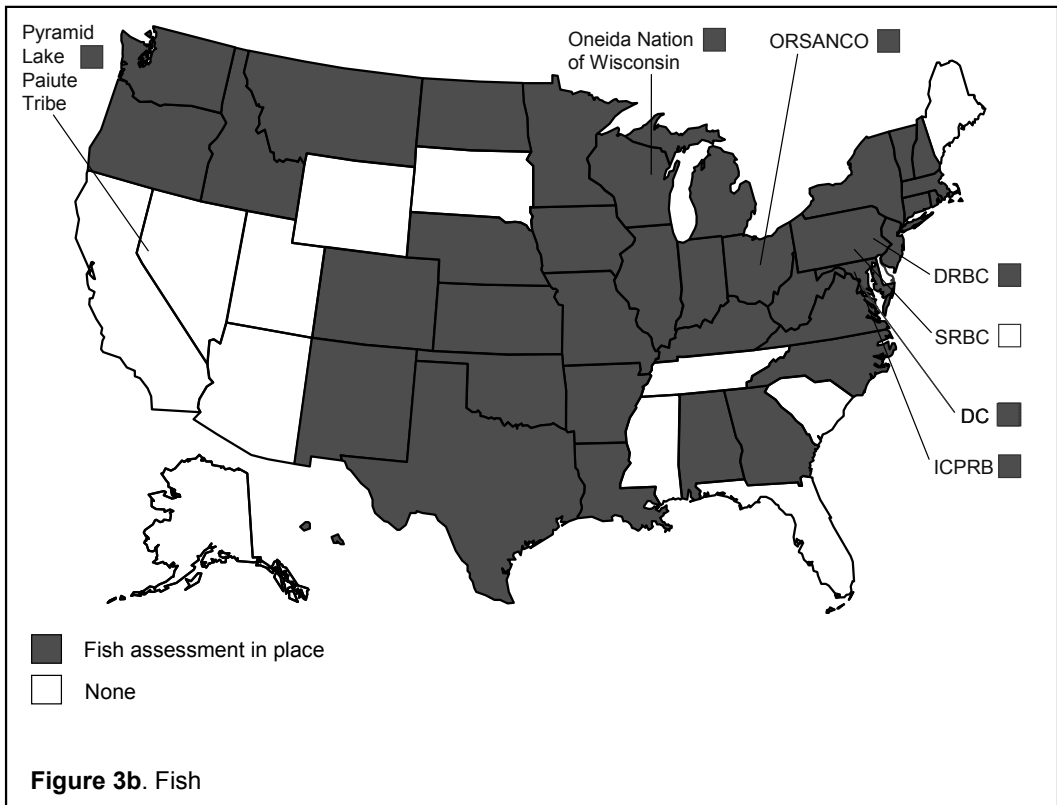 Pyramid
Lake
Paiute
Tribe
Oneida Nation
of Wisconsin
ORSANCO
DRBC
SRBC
DC
ICPRB
Fish assessment in place
None
Figure 3b. Fish